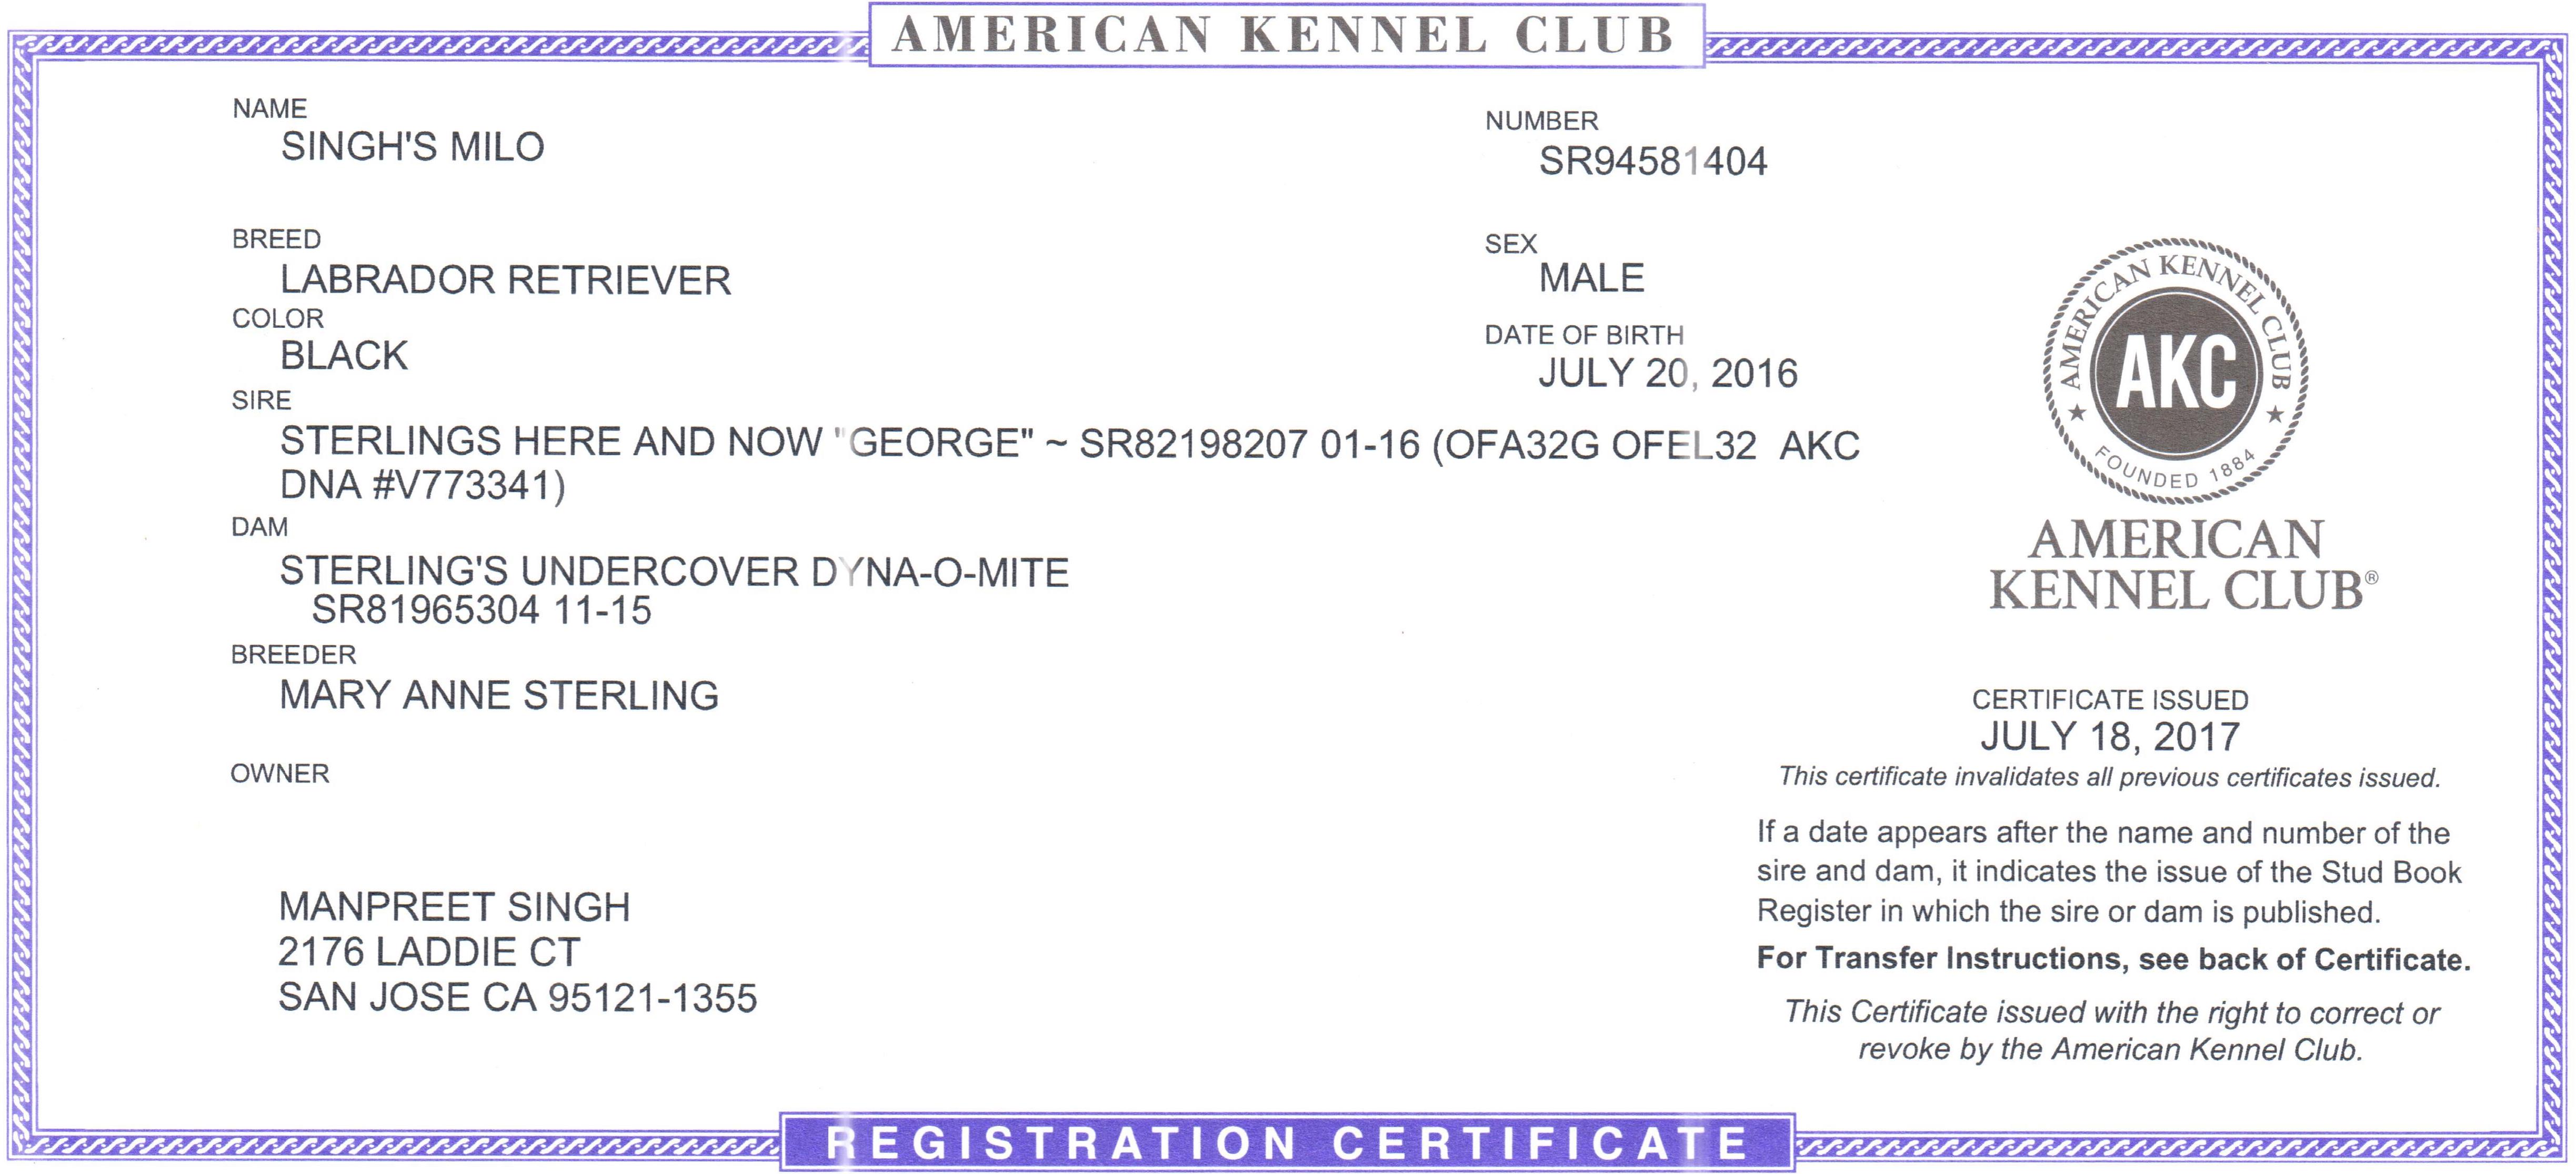 AMERICAN KENNEL CLUB
NAME
SINGH'S MILO
NUMBER
SR94581404
BREED
LABRADOR RETRIEVER
SEX
MALE
COLOR
BLACK
DATE OF BIRTH
JULY 20, 2016
SIRE
STERLINGS HERE AND NOW "GEORGE" ~ SR82198207 01-16 (OFA32G OFEL32 AKC
DNA #V773341)
DAM
STERLING'S UNDERCOVER DYNA-O-MITE
SR81965304 11-15
BREEDER
MARY ANNE STERLING
OWNER
MANPREET SINGH
2176 LADDIE CT
SAN JOSE CA 95121-1355
AMERICAN KENNEL CLUB
AKC
FOUNDED 1884
AMERICAN
KENNEL CLUB®
CERTIFICATE ISSUED
JULY 18, 2017
This certificate invalidates all previous certificates issued.
If a date appears after the name and number of the
sire and dam, it indicates the issue of the Stud Book
Register in which the sire or dam is published.
For Transfer Instructions, see back of Certificate.
This Certificate issued with the right to correct or
revoke by the American Kennel Club.
REGISTRATION CERTIFICATE